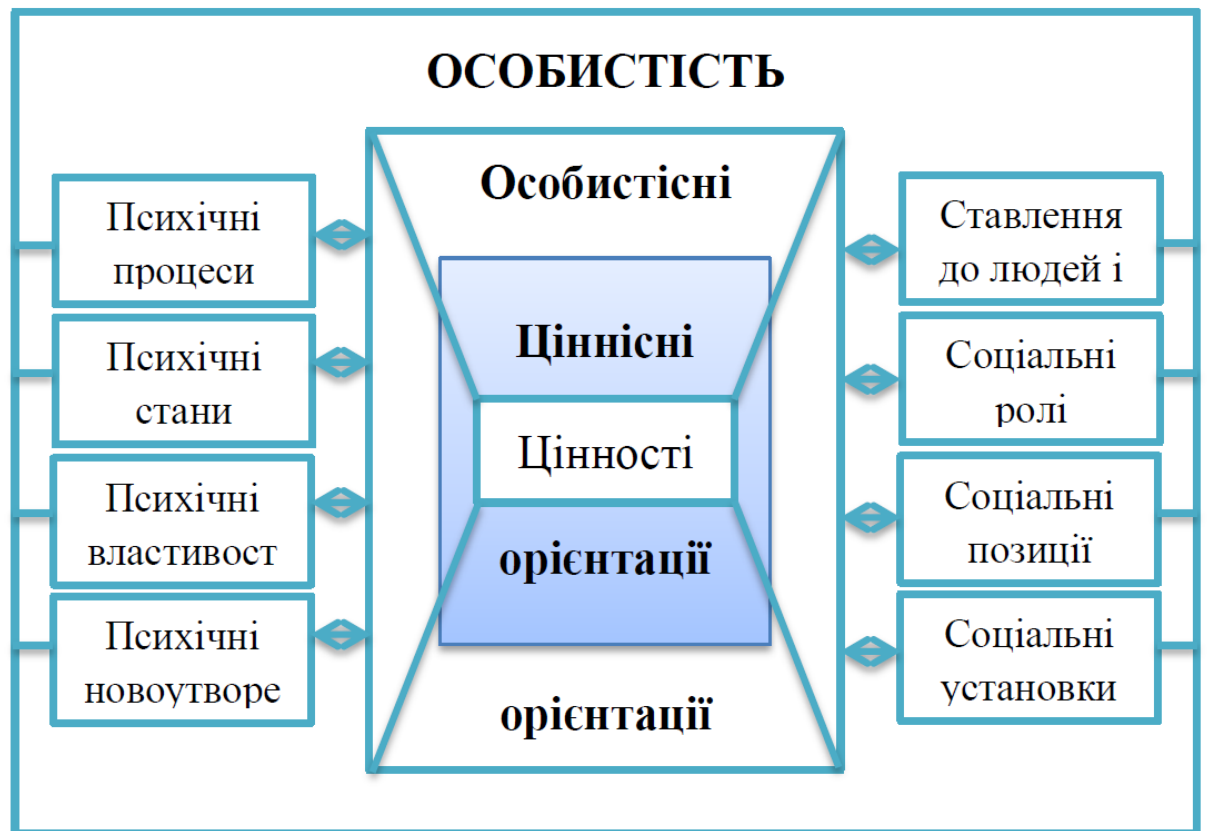 ОСОБИСТІСТЬ
Психічні
процеси
Психічні
стани
Психічні
властивост
Психічні
новоутворе
Особистісні
Ціннісні
Цінності
орієнтації
орієнтації
Ставлення
до людей і
Соціальні
ролі
Соціальні
позиції
Соціальні
установки